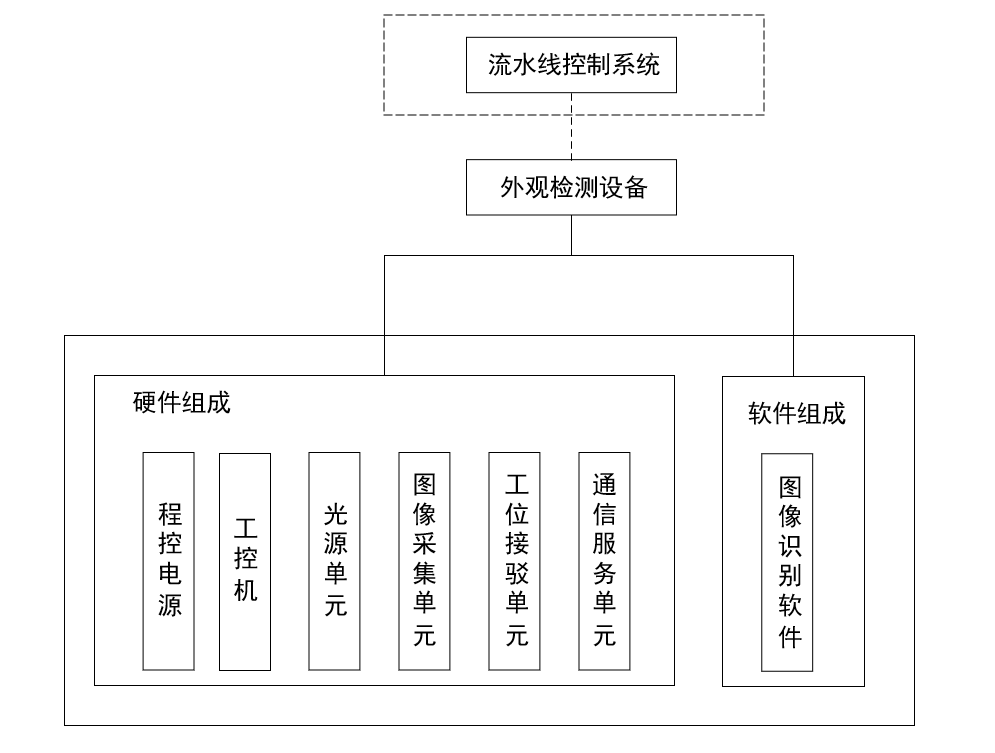 流水线控制系统
外观检测设备
硬件组成
软件组成
程控电源
工控机
光源单元
图像采集单元
工位接驳单元
通信服务单元
图像识别软件